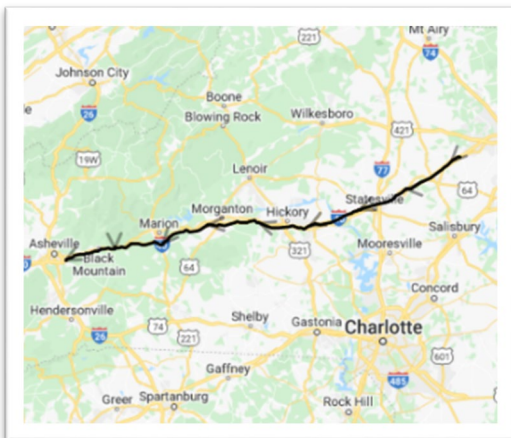 221
Mt Airy
74
Johnson City
26
Boone
Blowing Rock
Wilkesboro
421
19W
Lenoir
77
64
Morganton
Hickory
Statesville
Marion
Salisbury
Asheville
321
Mooresville
Black
Mountain
64
Concord
Hendersonville
Shelby
Gastonia
Charlotte
74
26
221
601
Gaffney
485
Greer
Spartanburg
Rock Hill